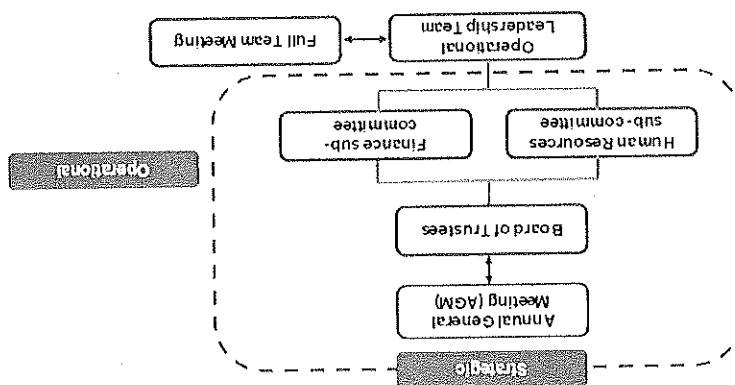 Strategic
Annual General
Meeting (AGM)
Board of Trustees
Operational
Human Resources
sub-committee
Finance sub-
committee
Operational
Leadership Team
Full Team Meeting